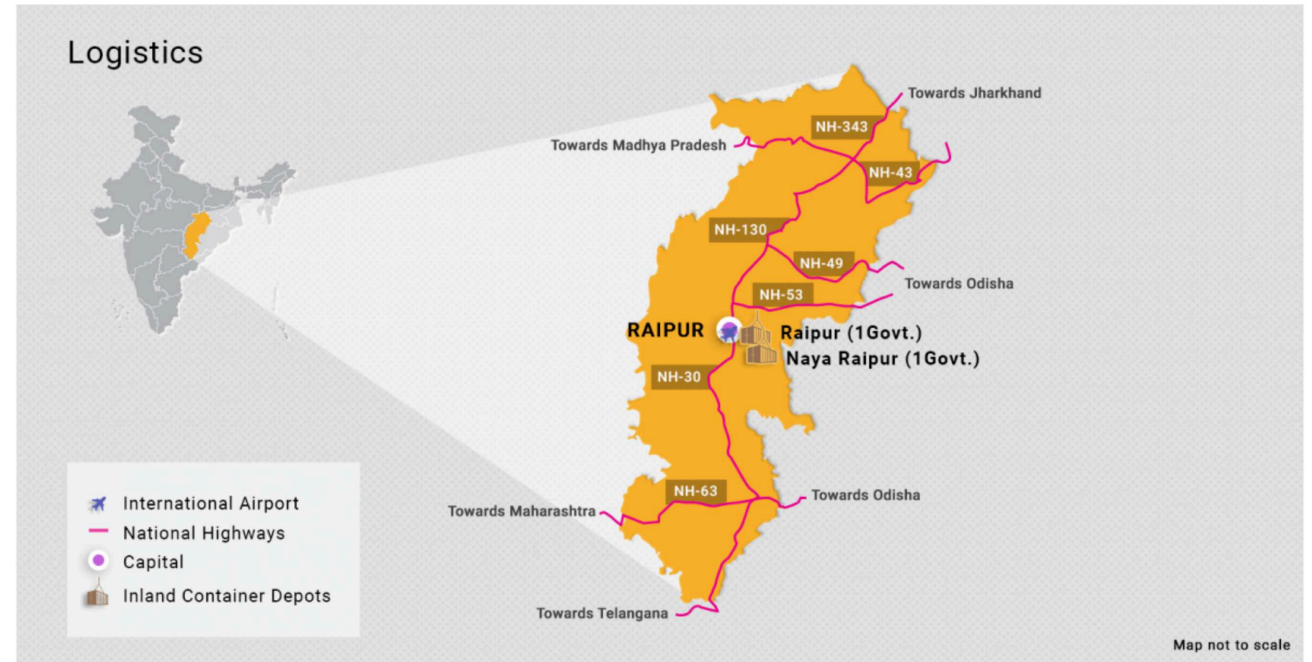 Logistics
Towards Jharkhand
NH-343
Towards Madhya Pradesh
NH-43
NH-130
NH-49
Towards Odisha
NH-53
RAIPUR
Raipur (1Govt.)
Naya Raipur (1Govt.)
NH-30
NH-63
Towards Odisha
Towards Maharashtra
Towards Telangana
International Airport
National Highways
Capital
Inland Container Depots
Map not to scale